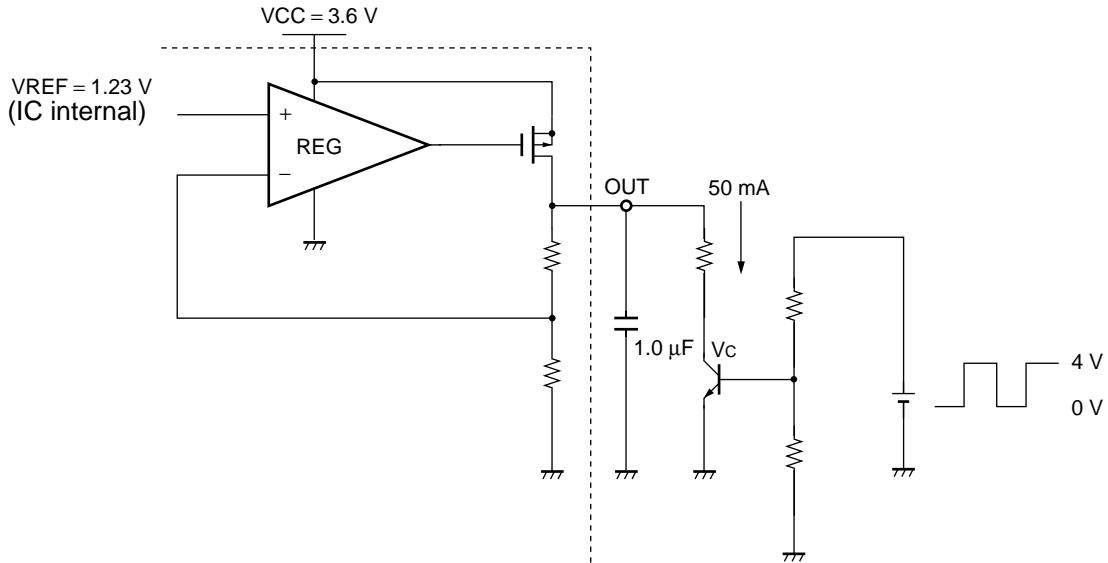 VCC = 3.6 V
VREF = 1.23 V
(IC internal)
+
REG
−
OUT
50 mA
1.0 μF
VC
4 V
0 V